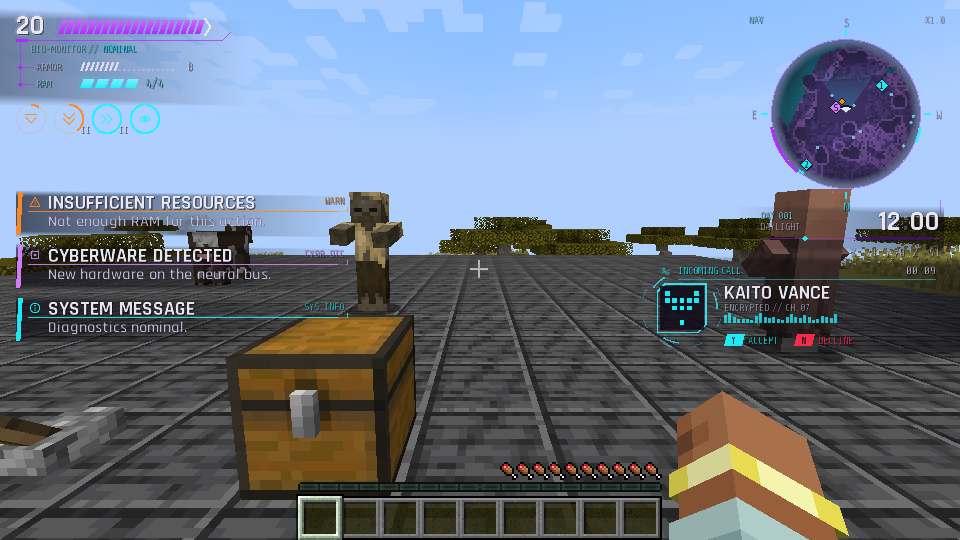 20
BIO-MONITOR // NOMINAL
ARMOR 8
RAM 4/4
II II
NAV S X1.0
E W
N
INSUFFICIENT RESOURCES WARN
Not enough RAM for this action.
CYBERWARE DETECTED
New hardware on the neural bus.
SYSTEM MESSAGE SYS.INFO
Diagnostics nominal.
DAY 001
DAYLIGHT
12:00
00:09
INCOMING CALL
KAITO VANCE
ENCRYPTED // CH 07
Y ACCEPT N DECLINE